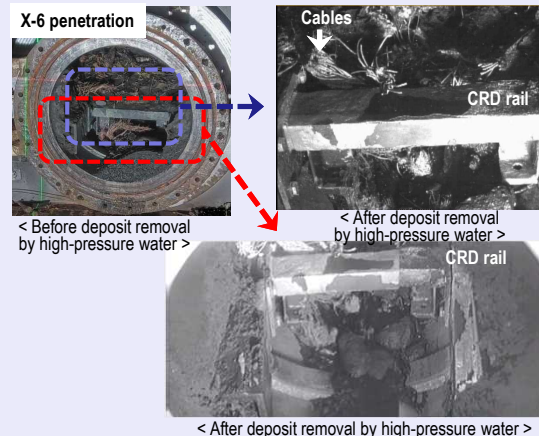 X-6 penetration
Cables
CRD rail
< Before deposit removal
by high-pressure water >
< After deposit removal
by high-pressure water >
CRD rail
< After deposit removal by high-pressure water >